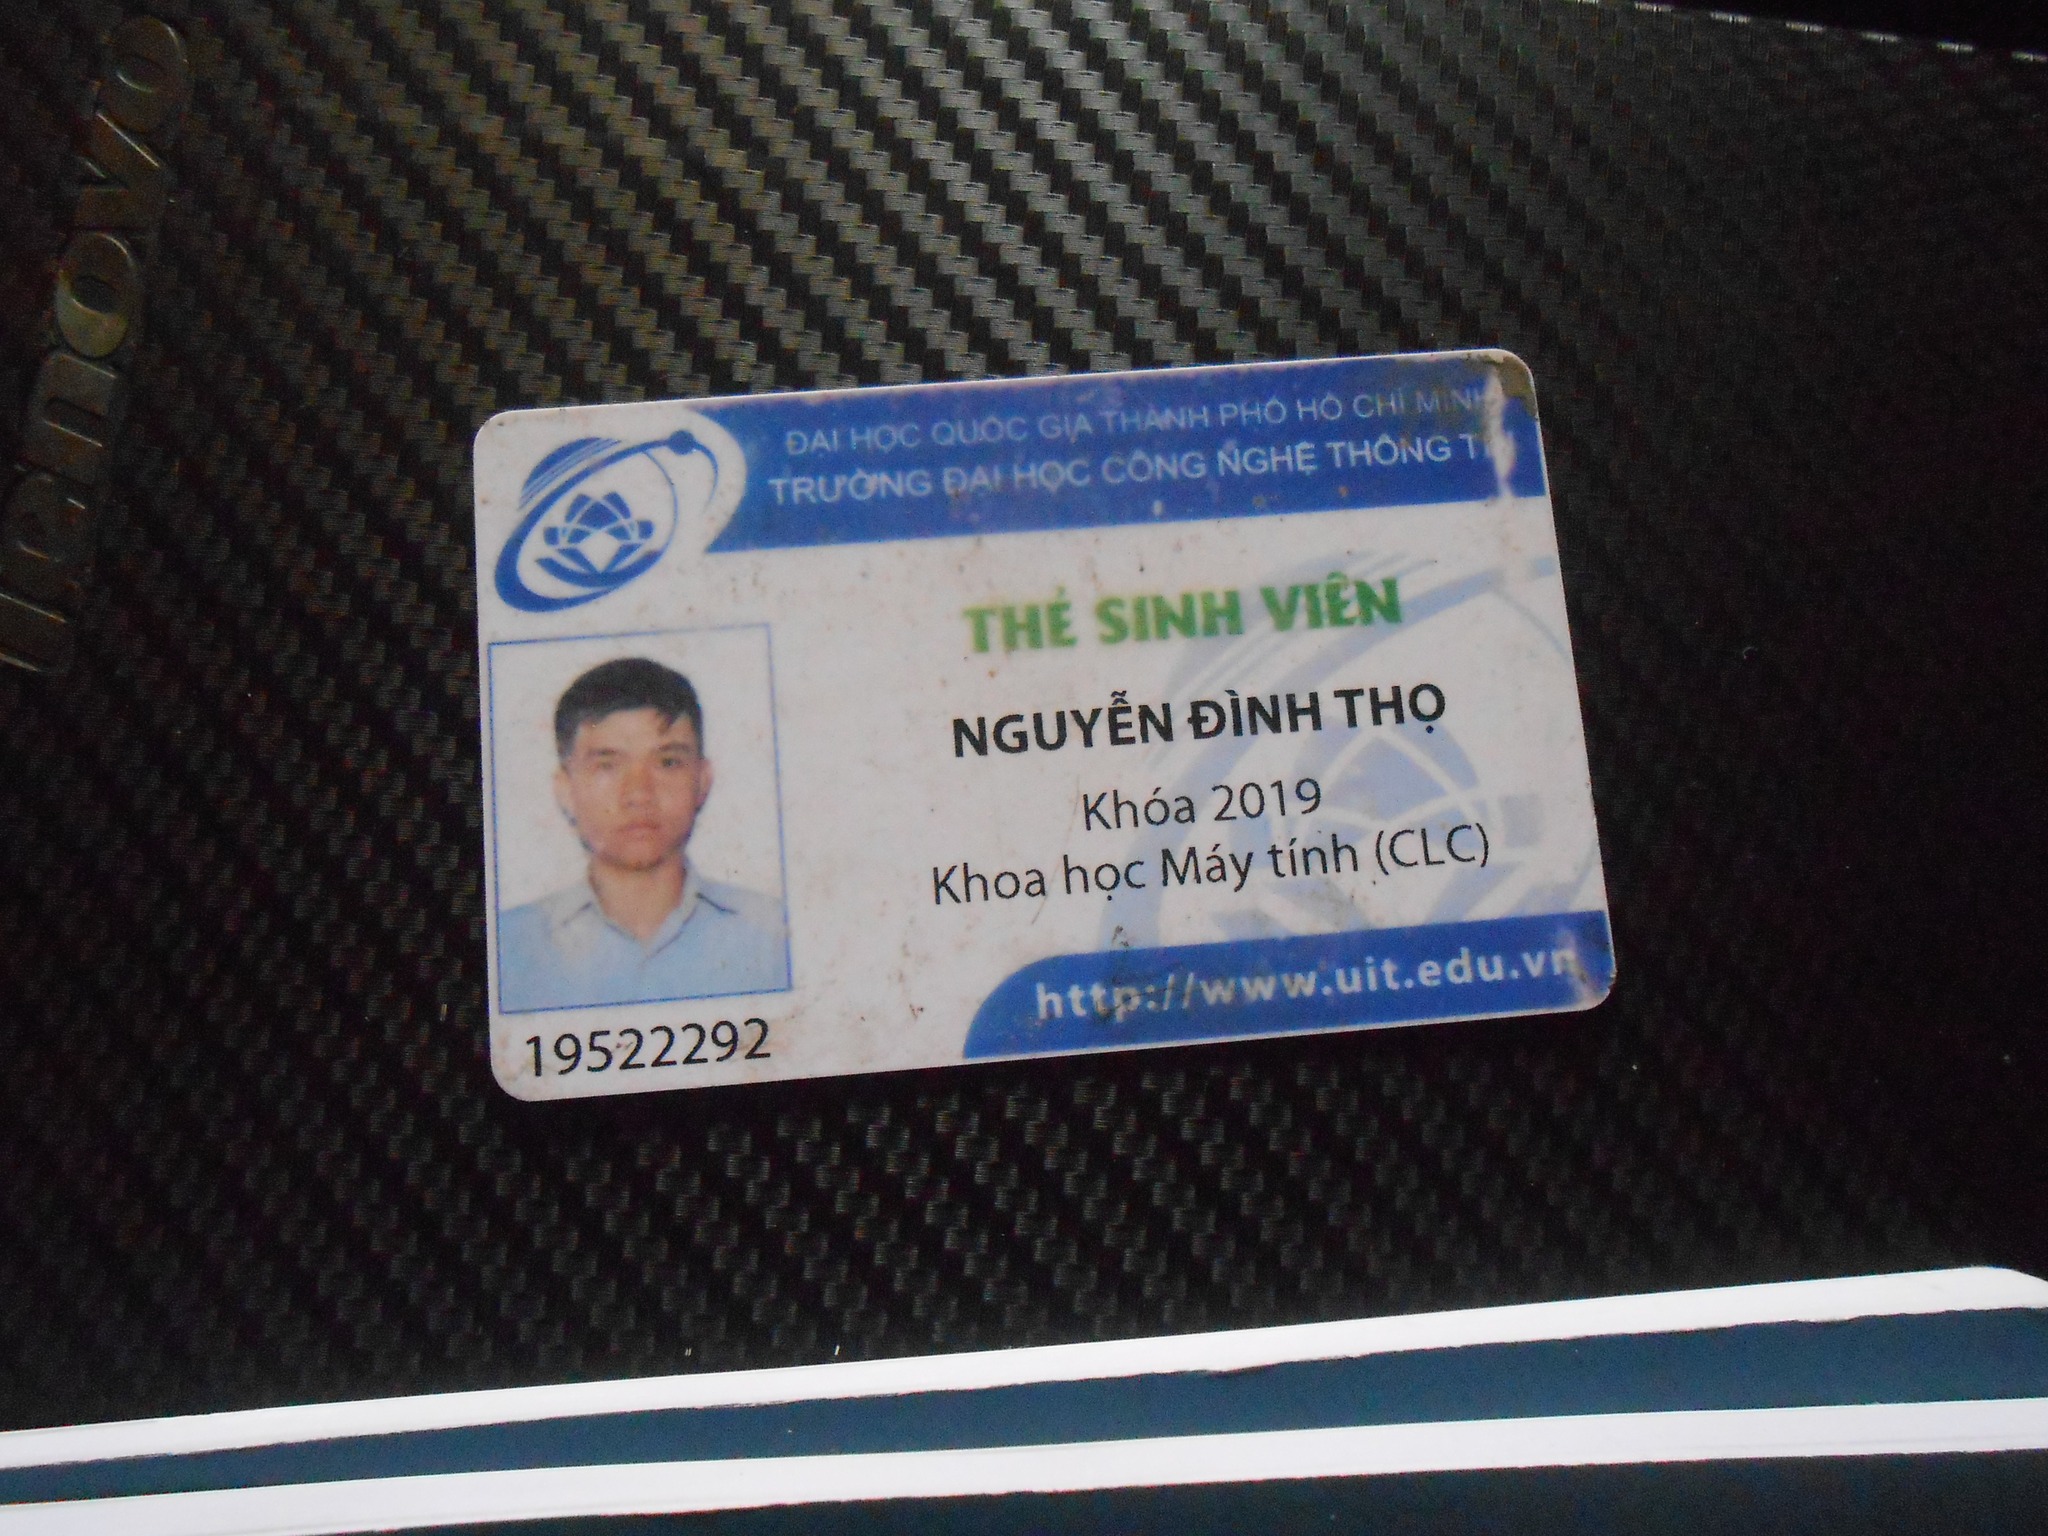 lenovo
ĐẠI HỌC QUỐC GIA THÀNH PHỐ HỒ CHÍ MINH
TRƯỜNG ĐẠI HỌC CÔNG NGHỆ THÔNG
THẺ SINH VIÊN
NGUYỄN ĐÌNH THỌ
Khóa 2019
Khoa học Máy tính (CLC)
19522292
http://www.uit.edu.vn